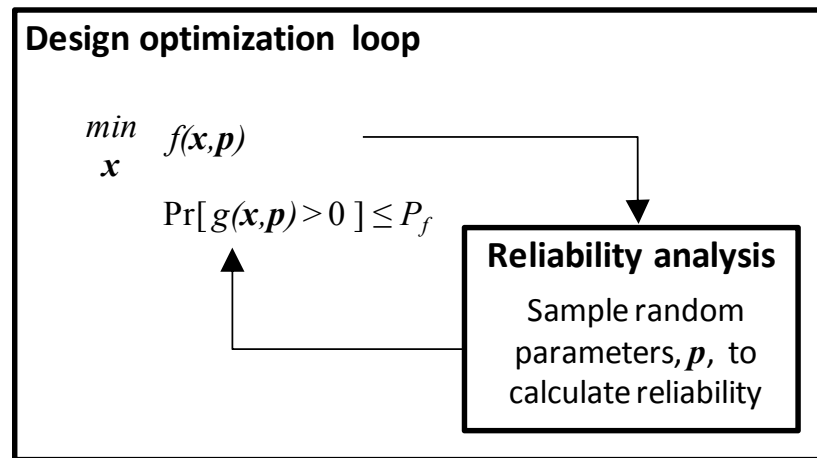 Design optimization loop
min f(x,p)
x
Pr[ g(x,p) > 0 ] ≤ P_f
Reliability analysis
Sample random
parameters, p, to
calculate reliability